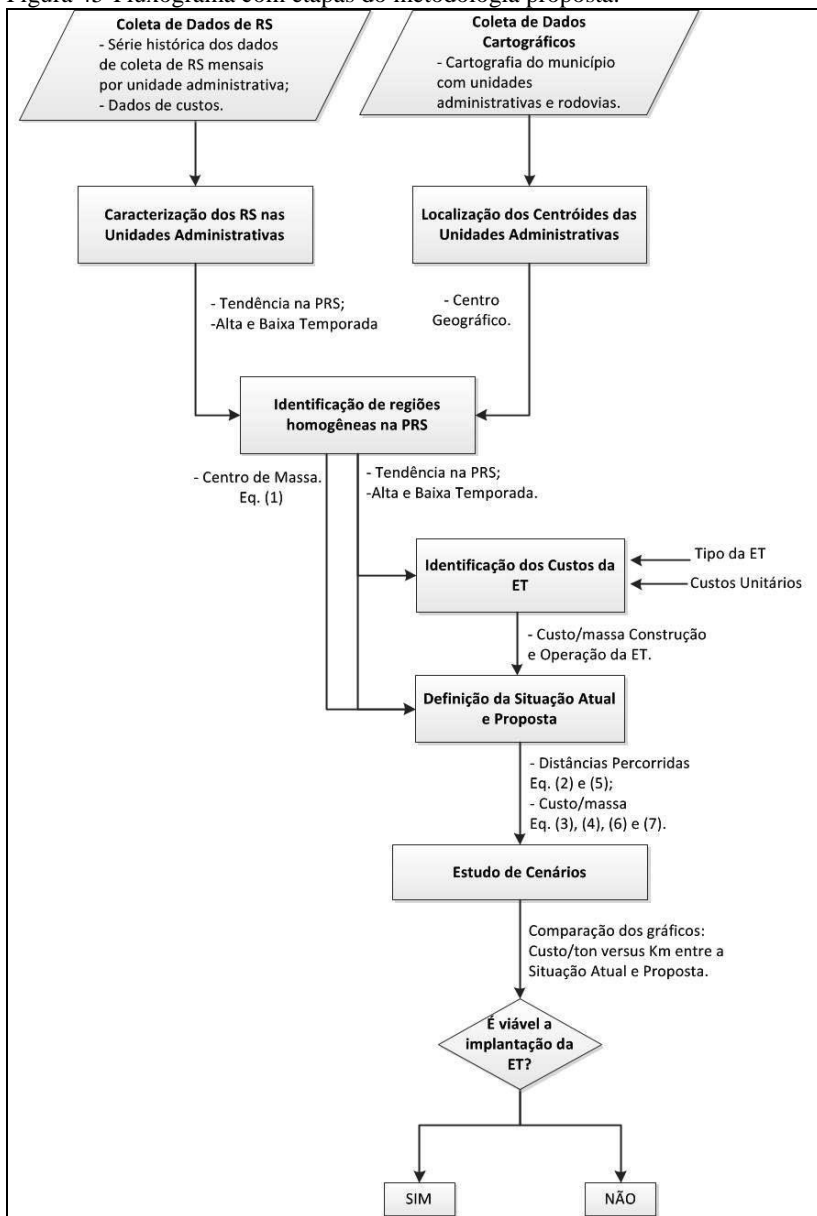 Figura 45 Fluxograma com etapas do metodologia proposta.
Coleta de Dados de RS
- Série histórica dos dados
de coleta de RS mensais
por unidade administrativa;
- Dados de custos.
Coleta de Dados
Cartográficos
- Cartografia do município
com unidades
administrativas e rodovias.
Caracterização dos RS nas
Unidades Administrativas
Localização dos Centróides das
Unidades Administrativas
- Tendência na PRS;
-Alta e Baixa Temporada
- Centro
Geográfico.
Identificação de regiões
homogêneas na PRS
- Centro de Massa.
Eq. (1)
- Tendência na PRS;
-Alta e Baixa Temporada.
Identificação dos Custos da
ET
Tipo da ET
Custos Unitários
- Custo/massa Construção
e Operação da ET.
Definição da Situação Atual
e Proposta
- Distâncias Percorridas
Eq. (2) e (5);
- Custo/massa
Eq. (3), (4), (6) e (7).
Estudo de Cenários
Comparação dos gráficos:
Custo/ton versus Km entre a
Situação Atual e Proposta.
É viável a
implantação da
ET?
SIM
NÃO